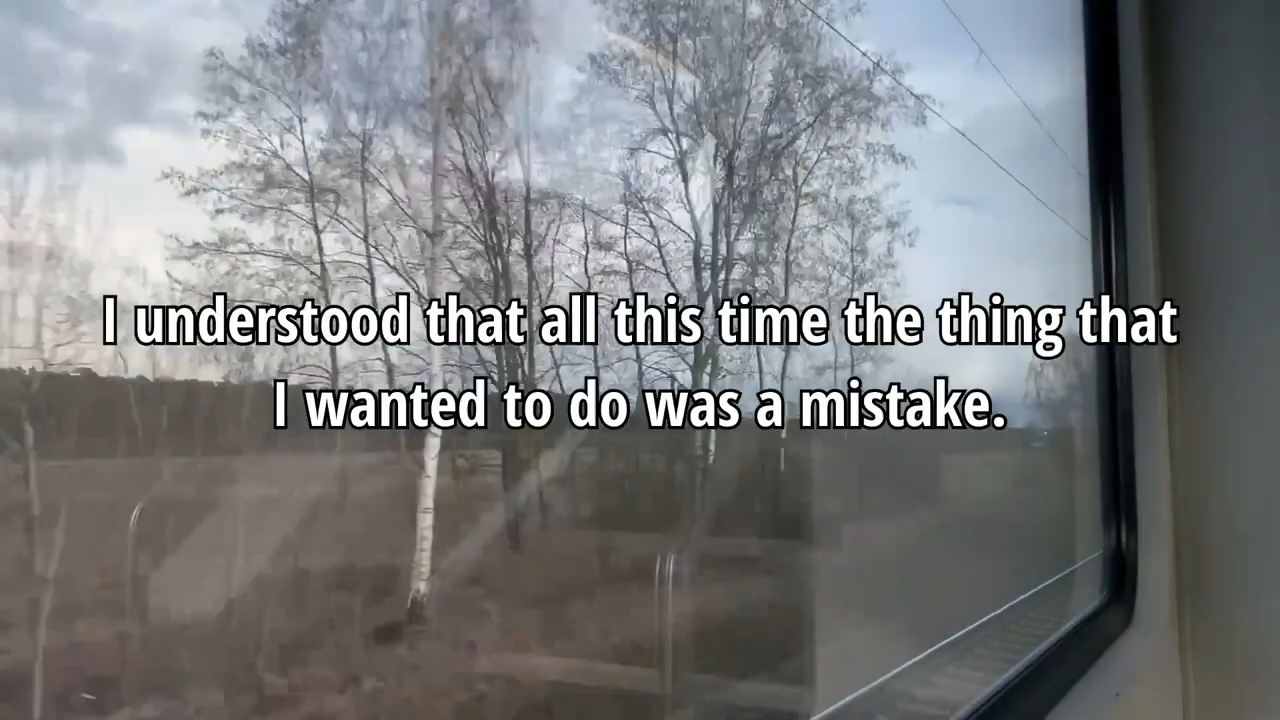 I understood that all this time the thing that
I wanted to do was a mistake.